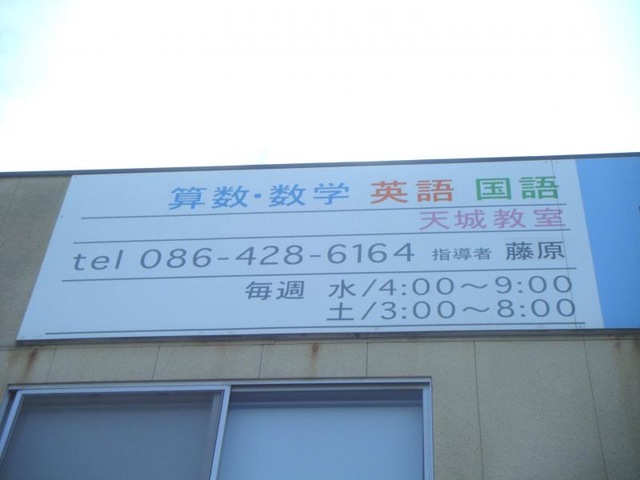 算数・数学 英語 国語
天城教室
tel 086-428-6164 指導者 藤原
毎週 水/4:00～9:00
土/3:00～8:00